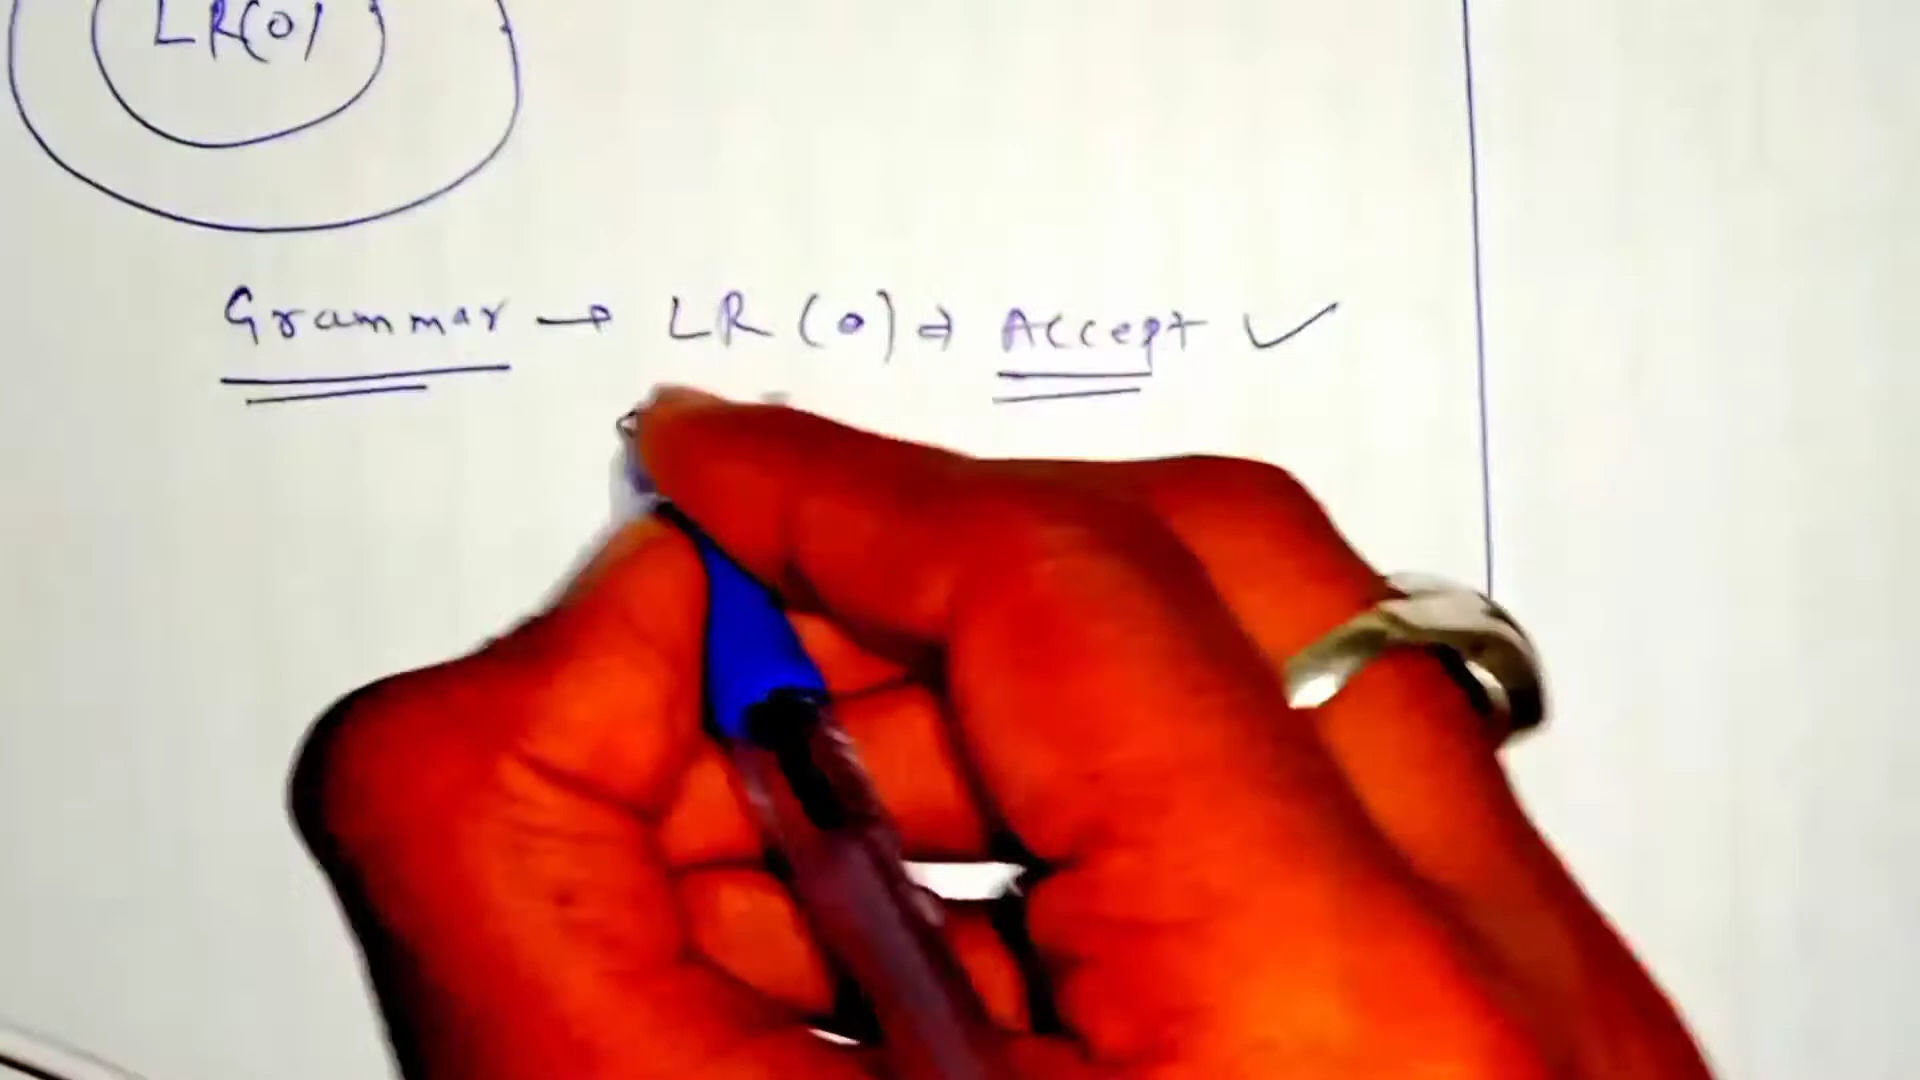 LR(0)
Grammar → LR(0) → Accept ✓